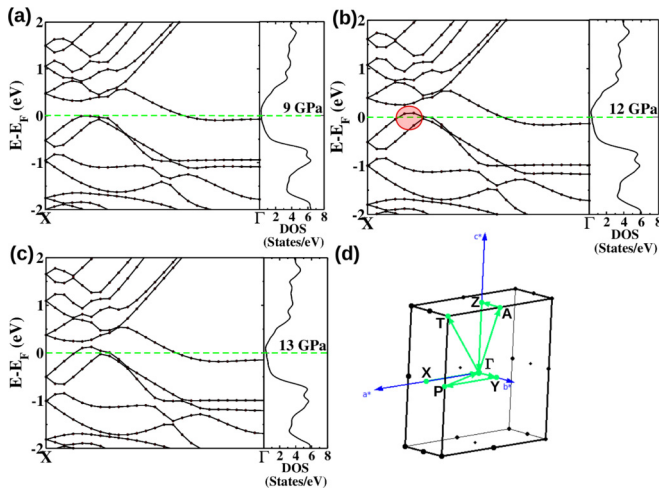 (a)
2
1
0
-1
-2
E-E_F (eV)
X
Γ
9 GPa
2 4 6 8
DOS
(States/eV)
(b)
2
1
0
-1
-2
E-E_F (eV)
X
Γ
12 GPa
2 4 6 8
DOS
(States/eV)
(c)
2
1
0
-1
-2
E-E_F (eV)
X
Γ
13 GPa
2 4 6 8
DOS
(States/eV)
(d)
c*
Z
A
T
Γ
X
Y
P
a*
b*